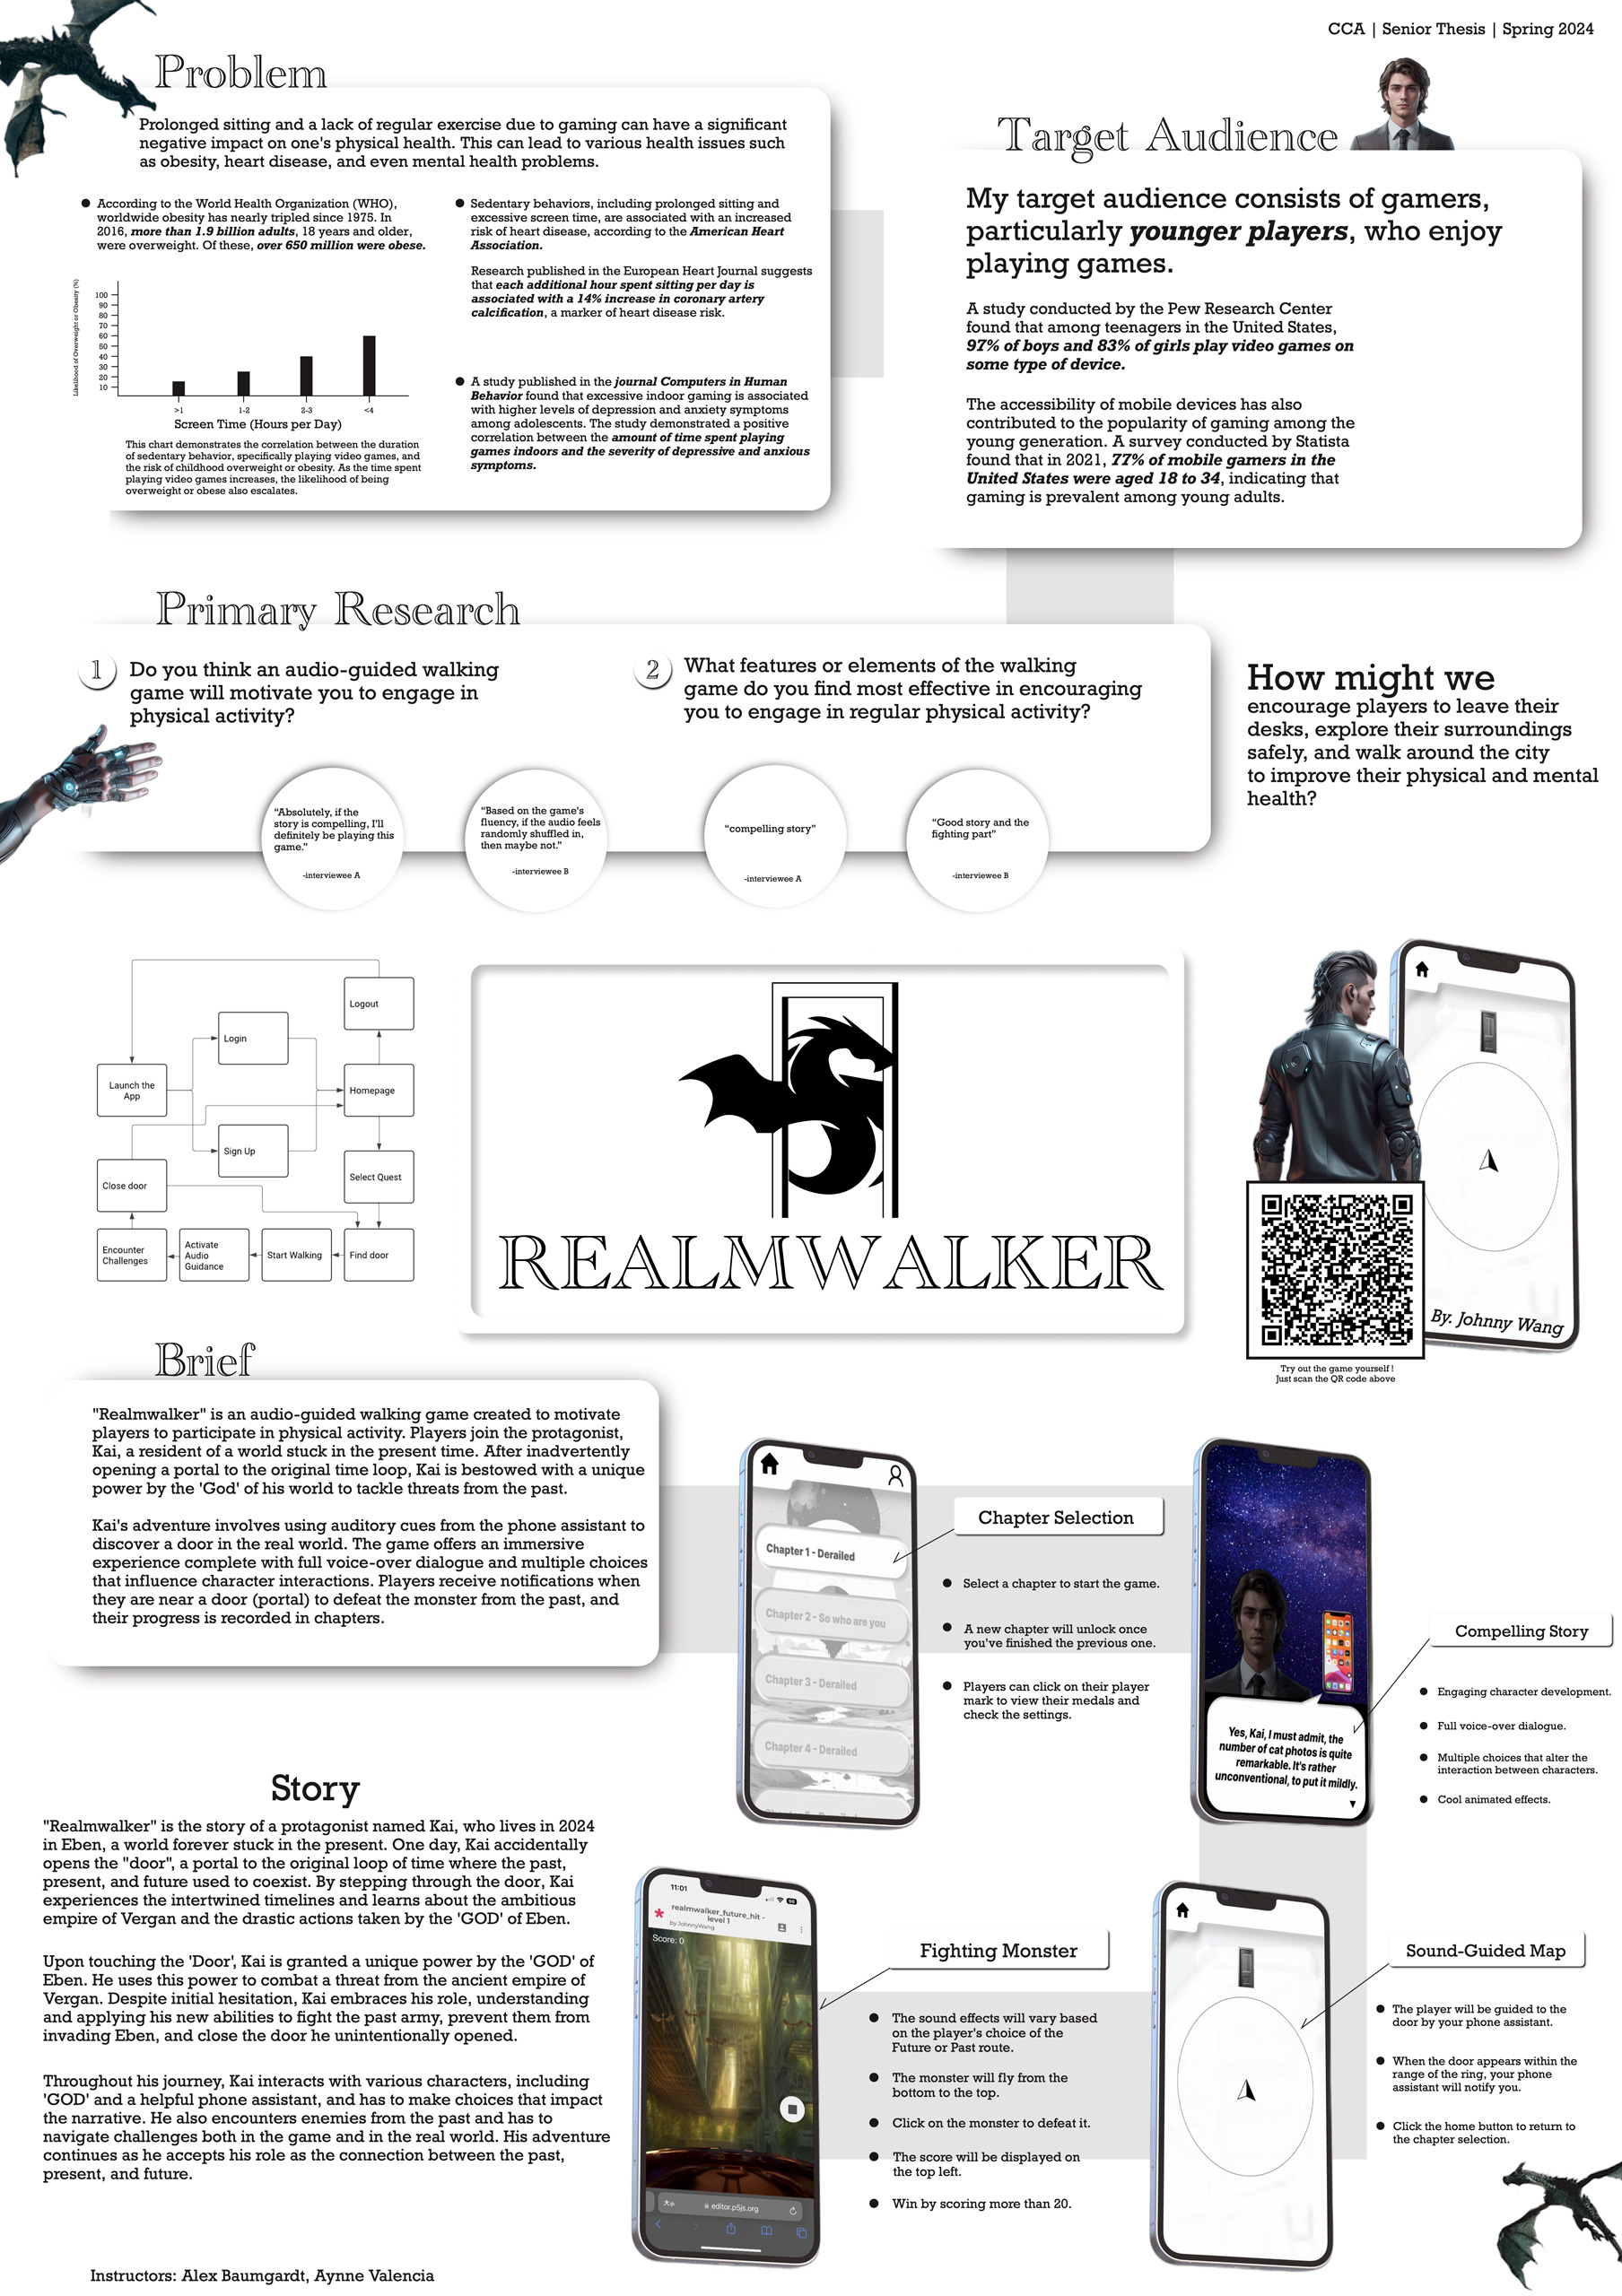 CCA | Senior Thesis | Spring 2024
Problem
Prolonged sitting and a lack of regular exercise due to gaming can have a significant
negative impact on one's physical health. This can lead to various health issues such
as obesity, heart disease, and even mental health problems.
According to the World Health Organization (WHO),
worldwide obesity has nearly tripled since 1975. In
2016, more than 1.9 billion adults, 18 years and older,
were overweight. Of these, over 650 million were obese.
Likelihood of Overweight or Obesity (%)
100
90
80
70
60
50
40
30
20
10
>1
1-2
2-3
<4
Screen Time (Hours per Day)
This chart demonstrates the correlation between the duration
of sedentary behavior, specifically playing video games, and
the risk of childhood overweight or obesity. As the time spent
playing video games increases, the likelihood of being
overweight or obese also escalates.
Sedentary behaviors, including prolonged sitting and
excessive screen time, are associated with an increased
risk of heart disease, according to the American Heart
Association.
Research published in the European Heart Journal suggests
that each additional hour spent sitting per day is
associated with a 14% increase in coronary artery
calcification, a marker of heart disease risk.
A study published in the journal Computers in Human
Behavior found that excessive indoor gaming is associated
with higher levels of depression and anxiety symptoms
among adolescents. The study demonstrated a positive
correlation between the amount of time spent playing
games indoors and the severity of depressive and anxious
symptoms.
Target Audience
My target audience consists of gamers,
particularly younger players, who enjoy
playing games.
A study conducted by the Pew Research Center
found that among teenagers in the United States,
97% of boys and 83% of girls play video games on
some type of device.
The accessibility of mobile devices has also
contributed to the popularity of gaming among the
young generation. A survey conducted by Statista
found that in 2021, 77% of mobile gamers in the
United States were aged 18 to 34, indicating that
gaming is prevalent among young adults.
Primary Research
1
Do you think an audio-guided walking
game will motivate you to engage in
physical activity?
“Absolutely, if the
story is compelling, I'll
definitely be playing this
game.”
-interviewee A
“Based on the game's
fluency, if the audio feels
randomly shuffled in,
then maybe not.”
-interviewee B
2
What features or elements of the walking
game do you find most effective in encouraging
you to engage in regular physical activity?
“compelling story”
-interviewee A
“Good story and the
fighting part”
-interviewee B
How might we
encourage players to leave their
desks, explore their surroundings
safely, and walk around the city
to improve their physical and mental
health?
Logout
Login
Launch the
App
Homepage
Sign Up
Close door
Select Quest
Encounter
Challenges
Activate
Audio
Guidance
Start Walking
Find door
REALMWALKER
By. Johnny Wang
Try out the game yourself !
Just scan the QR code above
Brief
"Realmwalker" is an audio-guided walking game created to motivate
players to participate in physical activity. Players join the protagonist,
Kai, a resident of a world stuck in the present time. After inadvertently
opening a portal to the original time loop, Kai is bestowed with a unique
power by the 'God' of his world to tackle threats from the past.
Kai's adventure involves using auditory cues from the phone assistant to
discover a door in the real world. The game offers an immersive
experience complete with full voice-over dialogue and multiple choices
that influence character interactions. Players receive notifications when
they are near a door (portal) to defeat the monster from the past, and
their progress is recorded in chapters.
Chapter 1 - Derailed
Chapter 2 - So who are you
Chapter 3 - Derailed
Chapter 4 - Derailed
Chapter Selection
Select a chapter to start the game.
A new chapter will unlock once
you've finished the previous one.
Players can click on their player
mark to view their medals and
check the settings.
Yes, Kai, I must admit, the
number of cat photos is quite
remarkable. It's rather
unconventional, to put it mildly.
Compelling Story
Engaging character development.
Full voice-over dialogue.
Multiple choices that alter the
interaction between characters.
Cool animated effects.
Story
"Realmwalker" is the story of a protagonist named Kai, who lives in 2024
in Eben, a world forever stuck in the present. One day, Kai accidentally
opens the "door", a portal to the original loop of time where the past,
present, and future used to coexist. By stepping through the door, Kai
experiences the intertwined timelines and learns about the ambitious
empire of Vergan and the drastic actions taken by the 'GOD' of Eben.
Upon touching the 'Door', Kai is granted a unique power by the 'GOD' of
Eben. He uses this power to combat a threat from the ancient empire of
Vergan. Despite initial hesitation, Kai embraces his role, understanding
and applying his new abilities to fight the past army, prevent them from
invading Eben, and close the door he unintentionally opened.
Throughout his journey, Kai interacts with various characters, including
'GOD' and a helpful phone assistant, and has to make choices that impact
the narrative. He also encounters enemies from the past and has to
navigate challenges both in the game and in the real world. His adventure
continues as he accepts his role as the connection between the past,
present, and future.
11:01
realmwalker_future_hit -
level 1
by JohnnyWang
Score: 0
editor.p5js.org
Fighting Monster
The sound effects will vary based
on the player's choice of the
Future or Past route.
The monster will fly from the
bottom to the top.
Click on the monster to defeat it.
The score will be displayed on
the top left.
Win by scoring more than 20.
Sound-Guided Map
The player will be guided to the
door by your phone assistant.
When the door appears within the
range of the ring, your phone
assistant will notify you.
Click the home button to return to
the chapter selection.
Instructors: Alex Baumgardt, Aynne Valencia